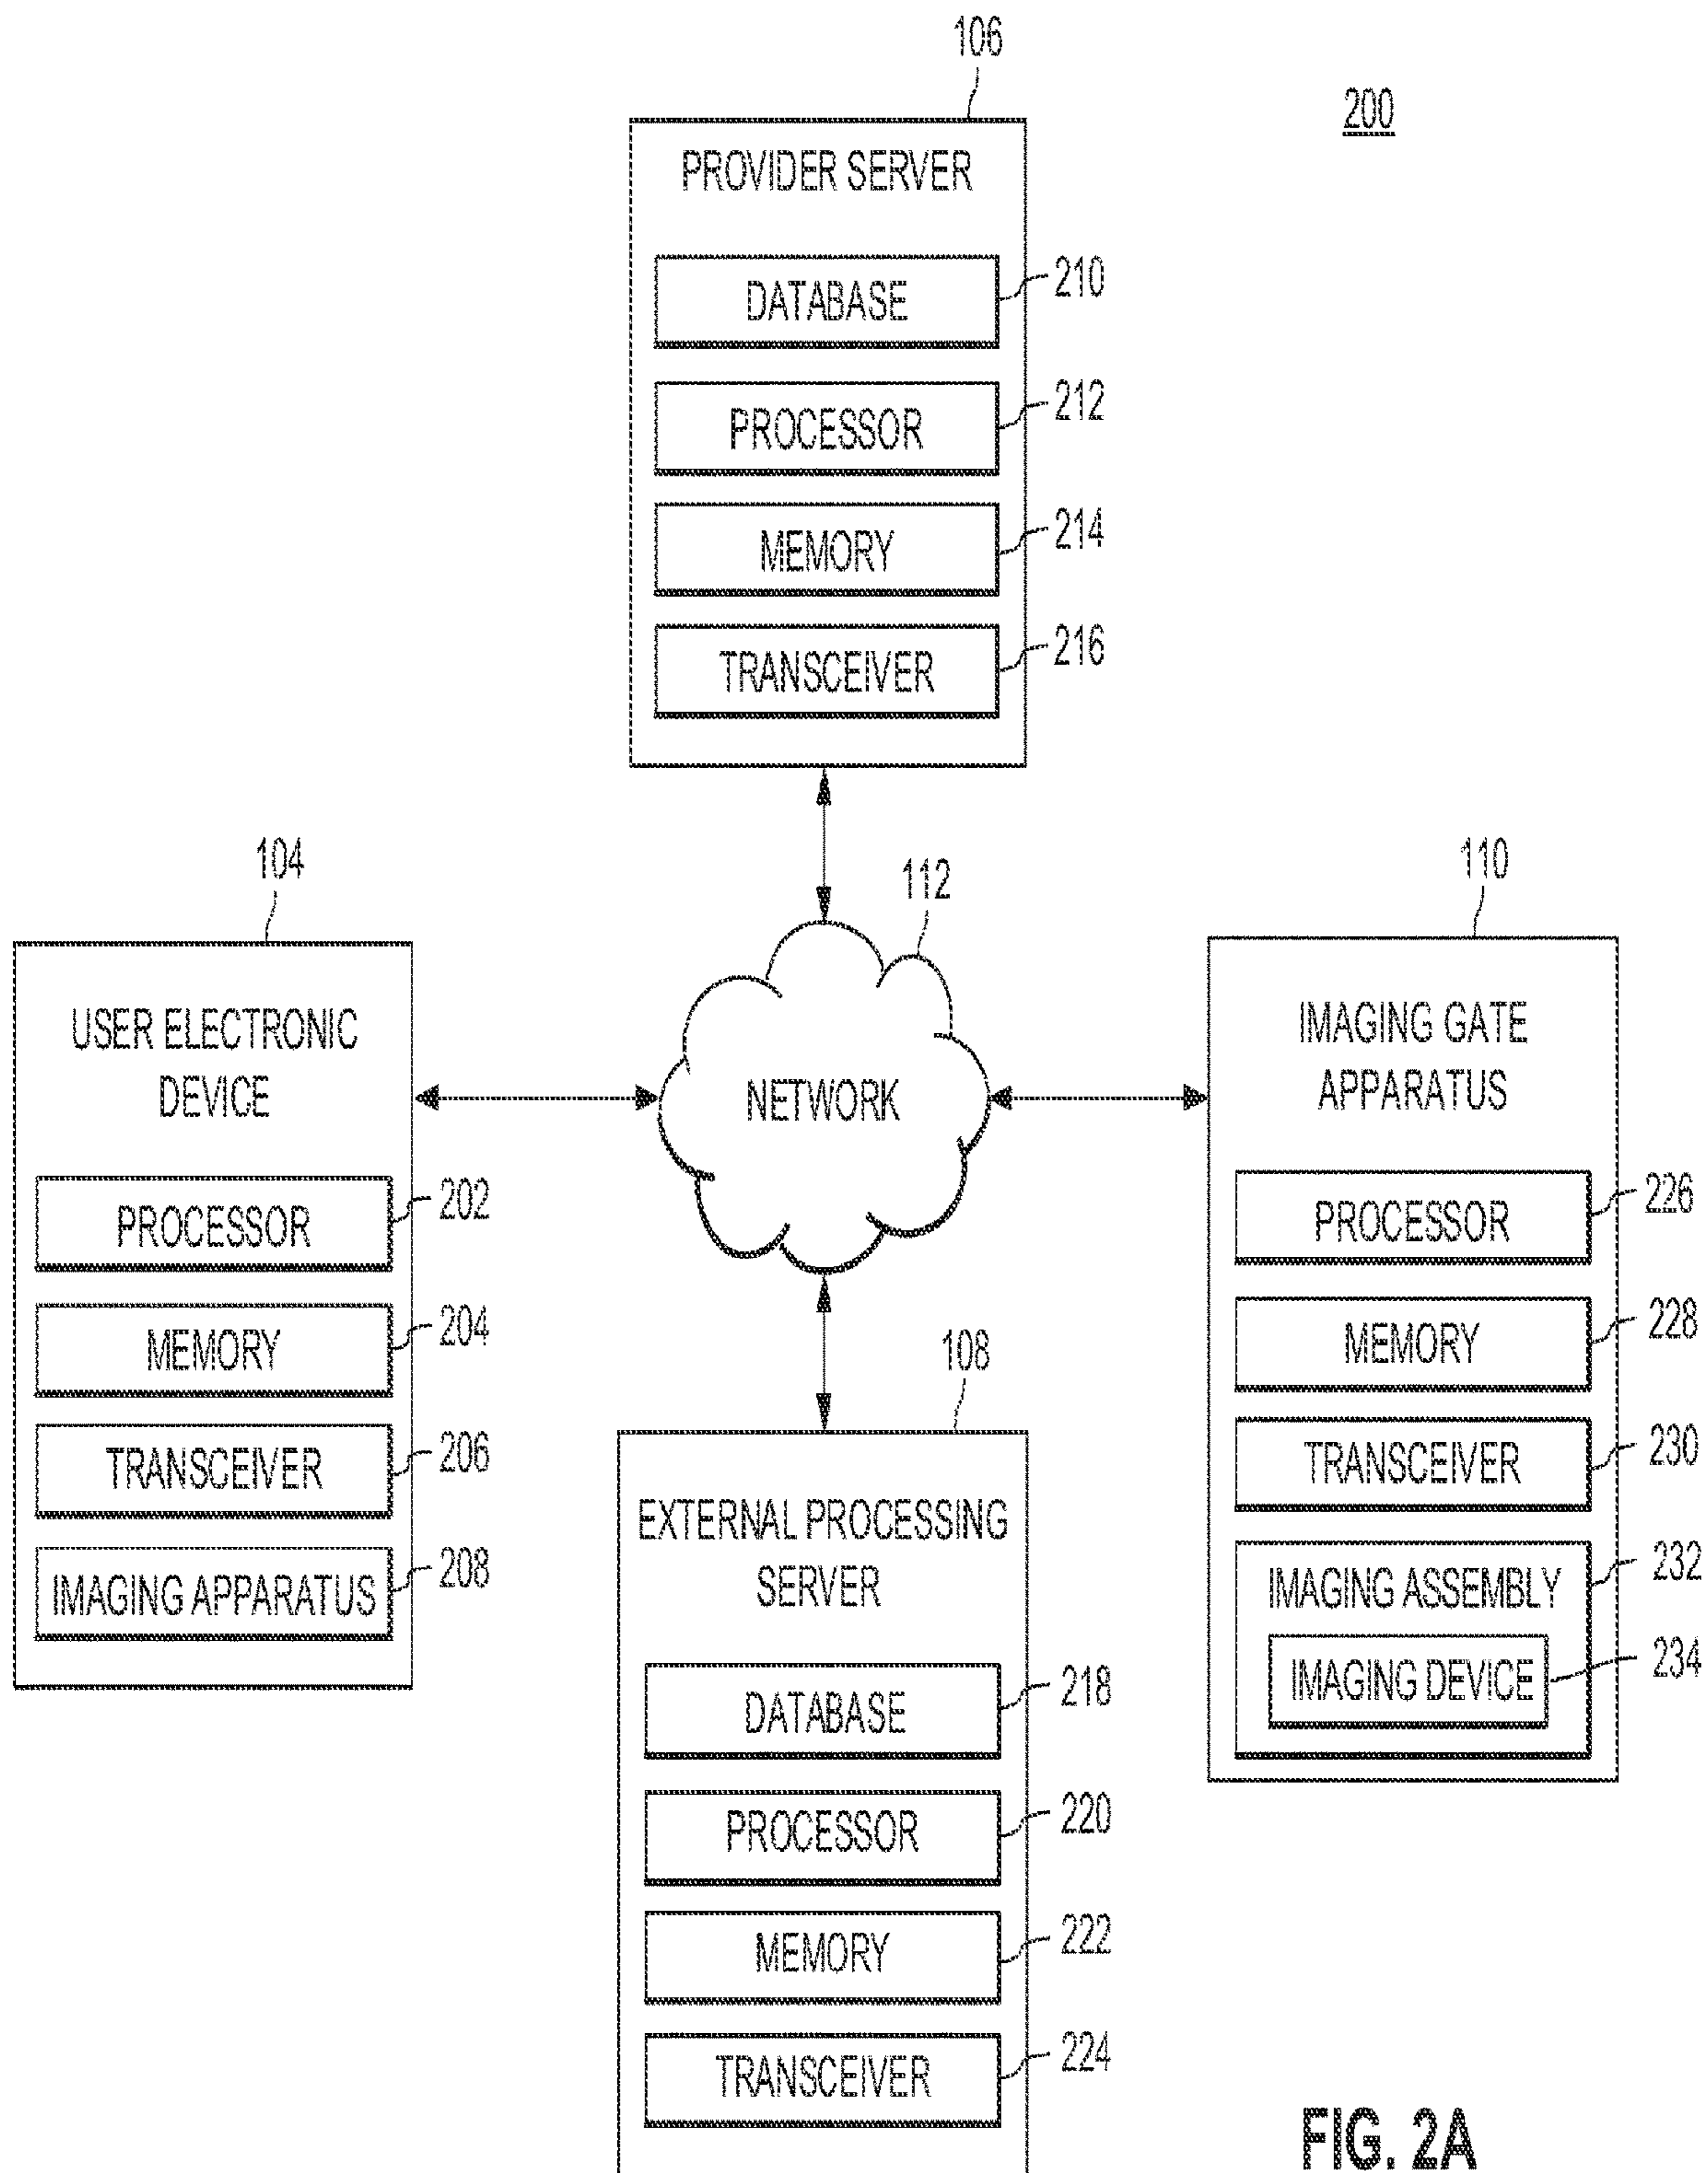 106
200
PROVIDER SERVER
DATABASE
210
PROCESSOR
212
MEMORY
214
TRANSCEIVER
216
104
USER ELECTRONIC
DEVICE
PROCESSOR
202
MEMORY
204
TRANSCEIVER
206
IMAGING APPARATUS
208
112
NETWORK
110
IMAGING GATE
APPARATUS
PROCESSOR
226
MEMORY
228
TRANSCEIVER
230
IMAGING ASSEMBLY
232
IMAGING DEVICE
234
108
EXTERNAL PROCESSING
SERVER
DATABASE
218
PROCESSOR
220
MEMORY
222
TRANSCEIVER
224
FIG. 2A